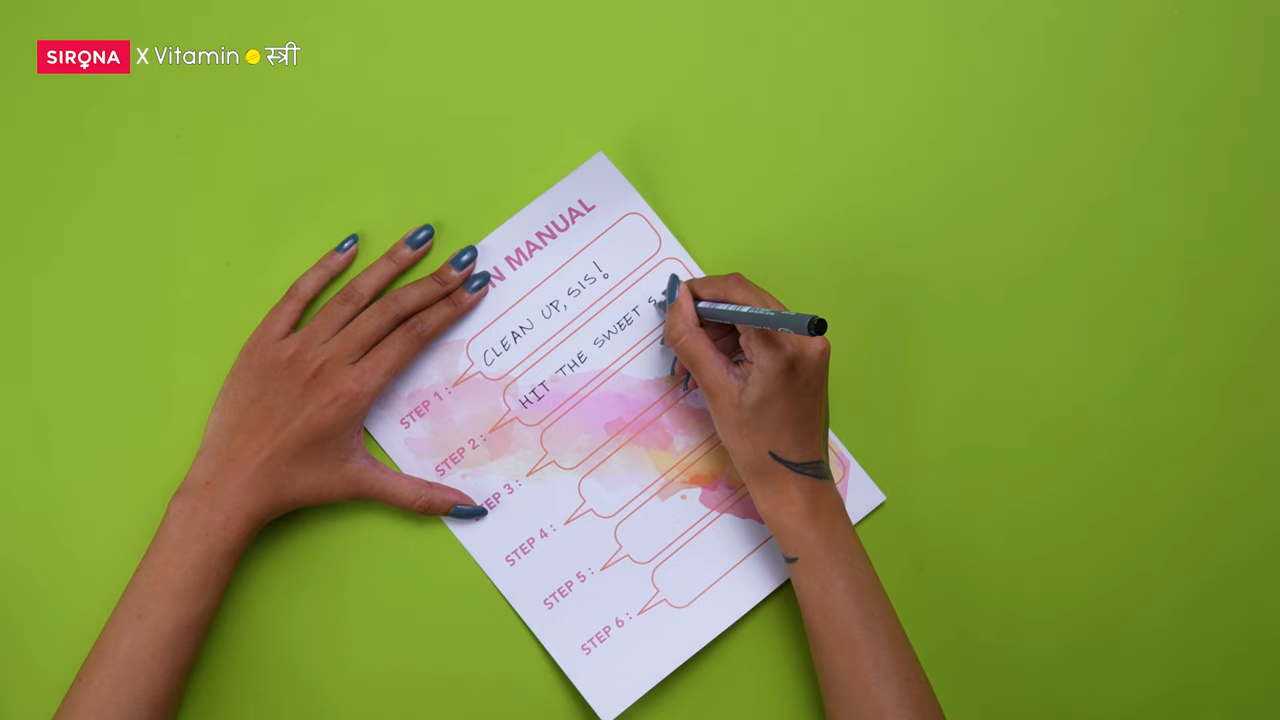 SIRONA X Vitamin स्त्री
N MANUAL
STEP 1 : CLEAN UP, SIS!
STEP 2 : HIT THE SWEET S
STEP 3 :
STEP 4 :
STEP 5 :
STEP 6 :